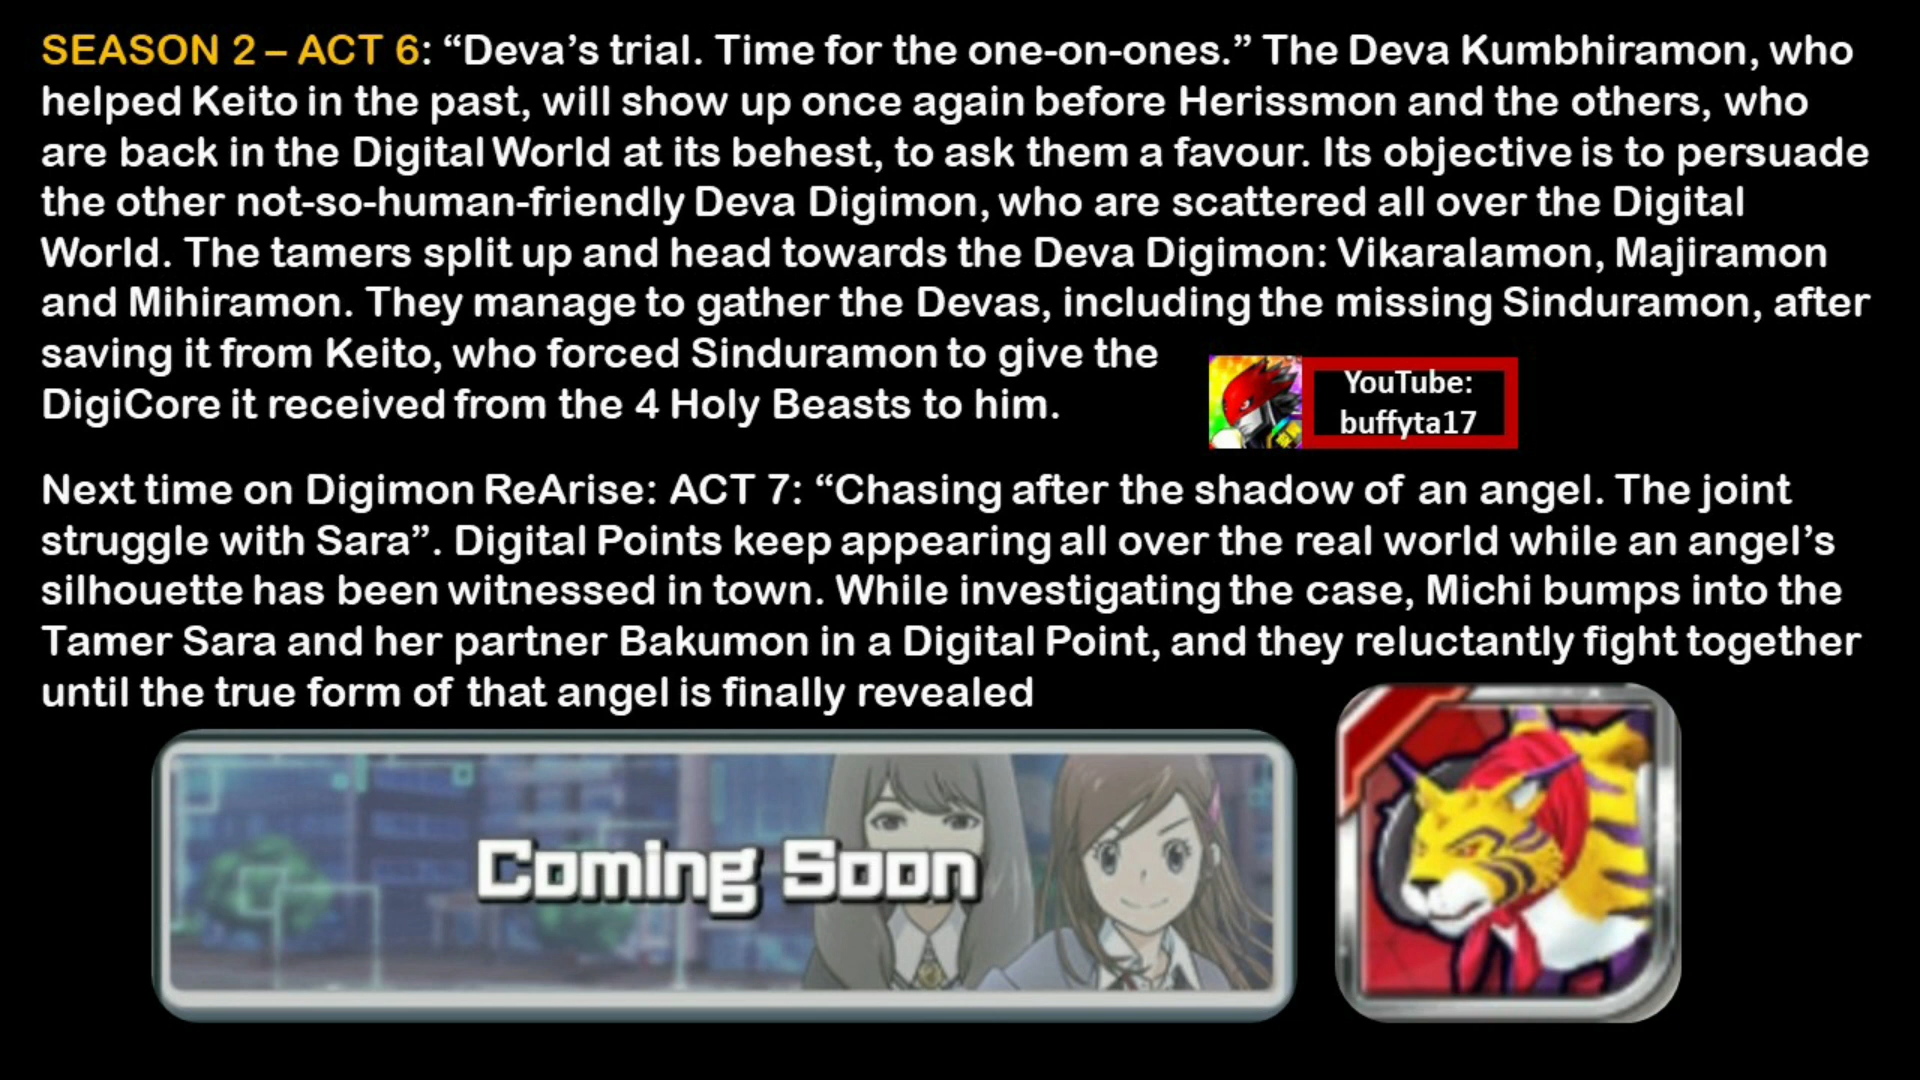 SEASON 2 – ACT 6: “Deva’s trial. Time for the one-on-ones.” The Deva Kumbhiramon, who
helped Keito in the past, will show up once again before Herissmon and the others, who
are back in the Digital World at its behest, to ask them a favour. Its objective is to persuade
the other not-so-human-friendly Deva Digimon, who are scattered all over the Digital
World. The tamers split up and head towards the Deva Digimon: Vikaralamon, Majiramon
and Mihiramon. They manage to gather the Devas, including the missing Sinduramon, after
saving it from Keito, who forced Sinduramon to give the
DigiCore it received from the 4 Holy Beasts to him.
YouTube:
buffyta17
Next time on Digimon ReArise: ACT 7: “Chasing after the shadow of an angel. The joint
struggle with Sara”. Digital Points keep appearing all over the real world while an angel’s
silhouette has been witnessed in town. While investigating the case, Michi bumps into the
Tamer Sara and her partner Bakumon in a Digital Point, and they reluctantly fight together
until the true form of that angel is finally revealed
Coming Soon